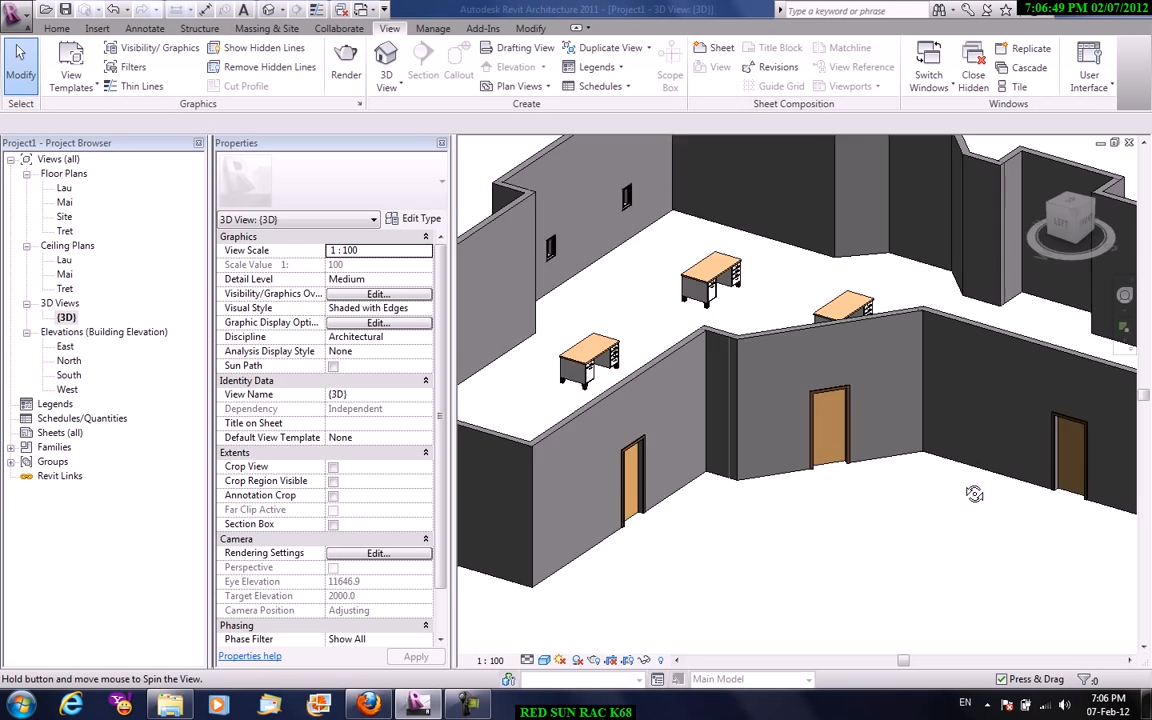 Autodesk Revit Architecture 2011 - [Project1 - 3D View: {3D}]
Type a keyword or phrase
7:06:49 PM 02/07/2012
Home Insert Annotate Structure Massing & Site Collaborate View Manage Add-Ins Modify
Modify
View Templates
Visibility/ Graphics
Filters
Thin Lines
Show Hidden Lines
Remove Hidden Lines
Cut Profile
Render
3D View
Section
Callout
Drafting View
Elevation
Plan Views
Duplicate View
Legends
Schedules
Scope Box
Sheet
View
Title Block
Revisions
Guide Grid
Matchline
View Reference
Viewports
Switch Windows
Close Hidden
Replicate
Cascade
Tile
User Interface
Select Graphics Create Sheet Composition Windows
Project1 - Project Browser
Views (all)
Floor Plans
Lau
Mai
Site
Tret
Ceiling Plans
Lau
Mai
Tret
3D Views
{3D}
Elevations (Building Elevation)
East
North
South
West
Legends
Schedules/Quantities
Sheets (all)
Families
Groups
Revit Links
Properties
3D View: {3D} Edit Type
Graphics
View Scale 1 : 100
Scale Value 1: 100
Detail Level Medium
Visibility/Graphics Ov... Edit...
Visual Style Shaded with Edges
Graphic Display Opti... Edit...
Discipline Architectural
Analysis Display Style None
Sun Path
Identity Data
View Name {3D}
Dependency Independent
Title on Sheet
Default View Template None
Extents
Crop View
Crop Region Visible
Annotation Crop
Far Clip Active
Section Box
Camera
Rendering Settings Edit...
Perspective
Eye Elevation 11646.9
Target Elevation 2000.0
Camera Position Adjusting
Phasing
Phase Filter Show All
Properties help Apply
LEFT
1 : 100
Hold button and move mouse to Spin the View.
Main Model
Press & Drag
:0
EN
7:06 PM
07-Feb-12
RED SUN RAC K68